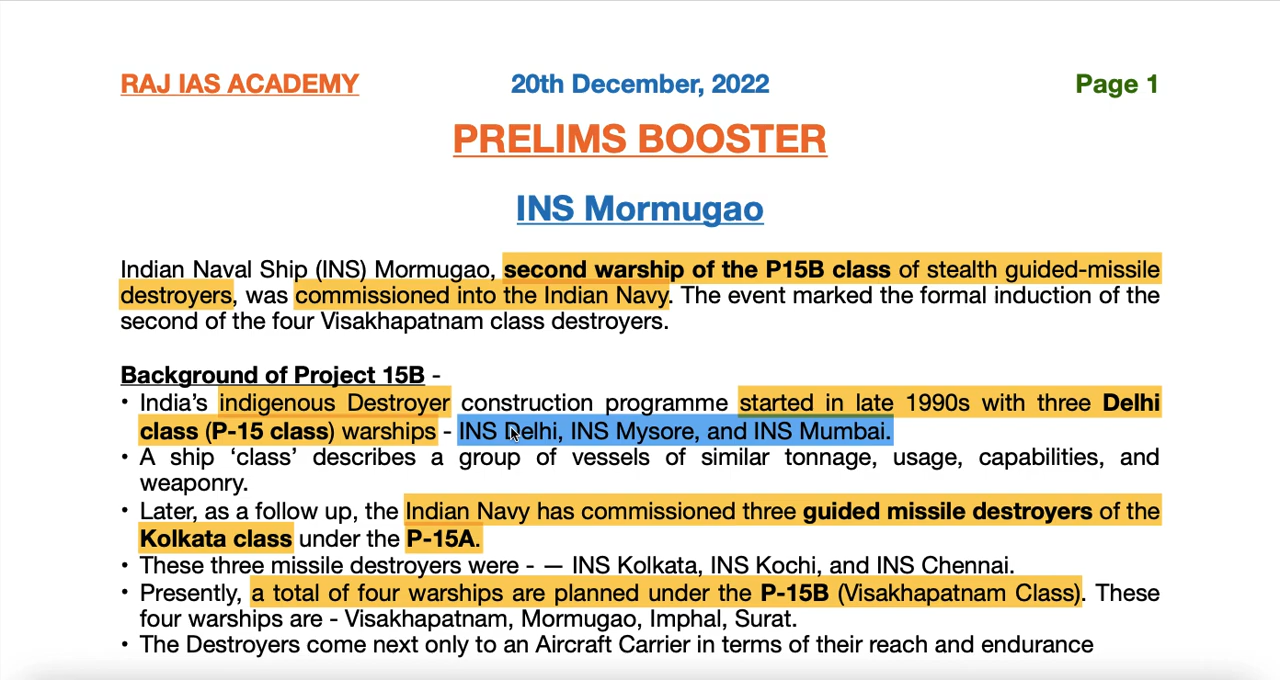 RAJ IAS ACADEMY 20th December, 2022 Page 1
PRELIMS BOOSTER
INS Mormugao
Indian Naval Ship (INS) Mormugao, second warship of the P15B class of stealth guided-missile
destroyers, was commissioned into the Indian Navy. The event marked the formal induction of the
second of the four Visakhapatnam class destroyers.
Background of Project 15B -
• India’s indigenous Destroyer construction programme started in late 1990s with three Delhi
class (P-15 class) warships - INS Delhi, INS Mysore, and INS Mumbai.
• A ship ‘class’ describes a group of vessels of similar tonnage, usage, capabilities, and
weaponry.
• Later, as a follow up, the Indian Navy has commissioned three guided missile destroyers of the
Kolkata class under the P-15A.
• These three missile destroyers were - — INS Kolkata, INS Kochi, and INS Chennai.
• Presently, a total of four warships are planned under the P-15B (Visakhapatnam Class). These
four warships are - Visakhapatnam, Mormugao, Imphal, Surat.
• The Destroyers come next only to an Aircraft Carrier in terms of their reach and endurance